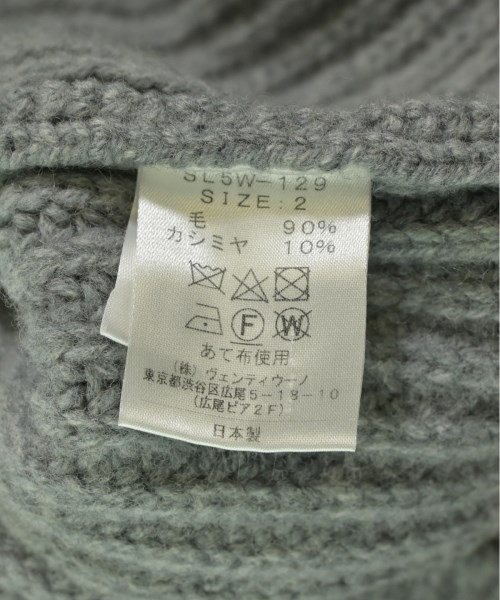 SL5W-129
SIZE:2
毛 90%
カシミヤ 10%
F W
あて布使用
(株)ヴェンティウーノ
東京都渋谷区広尾5-18-10
(広尾ピア2F)
日本製